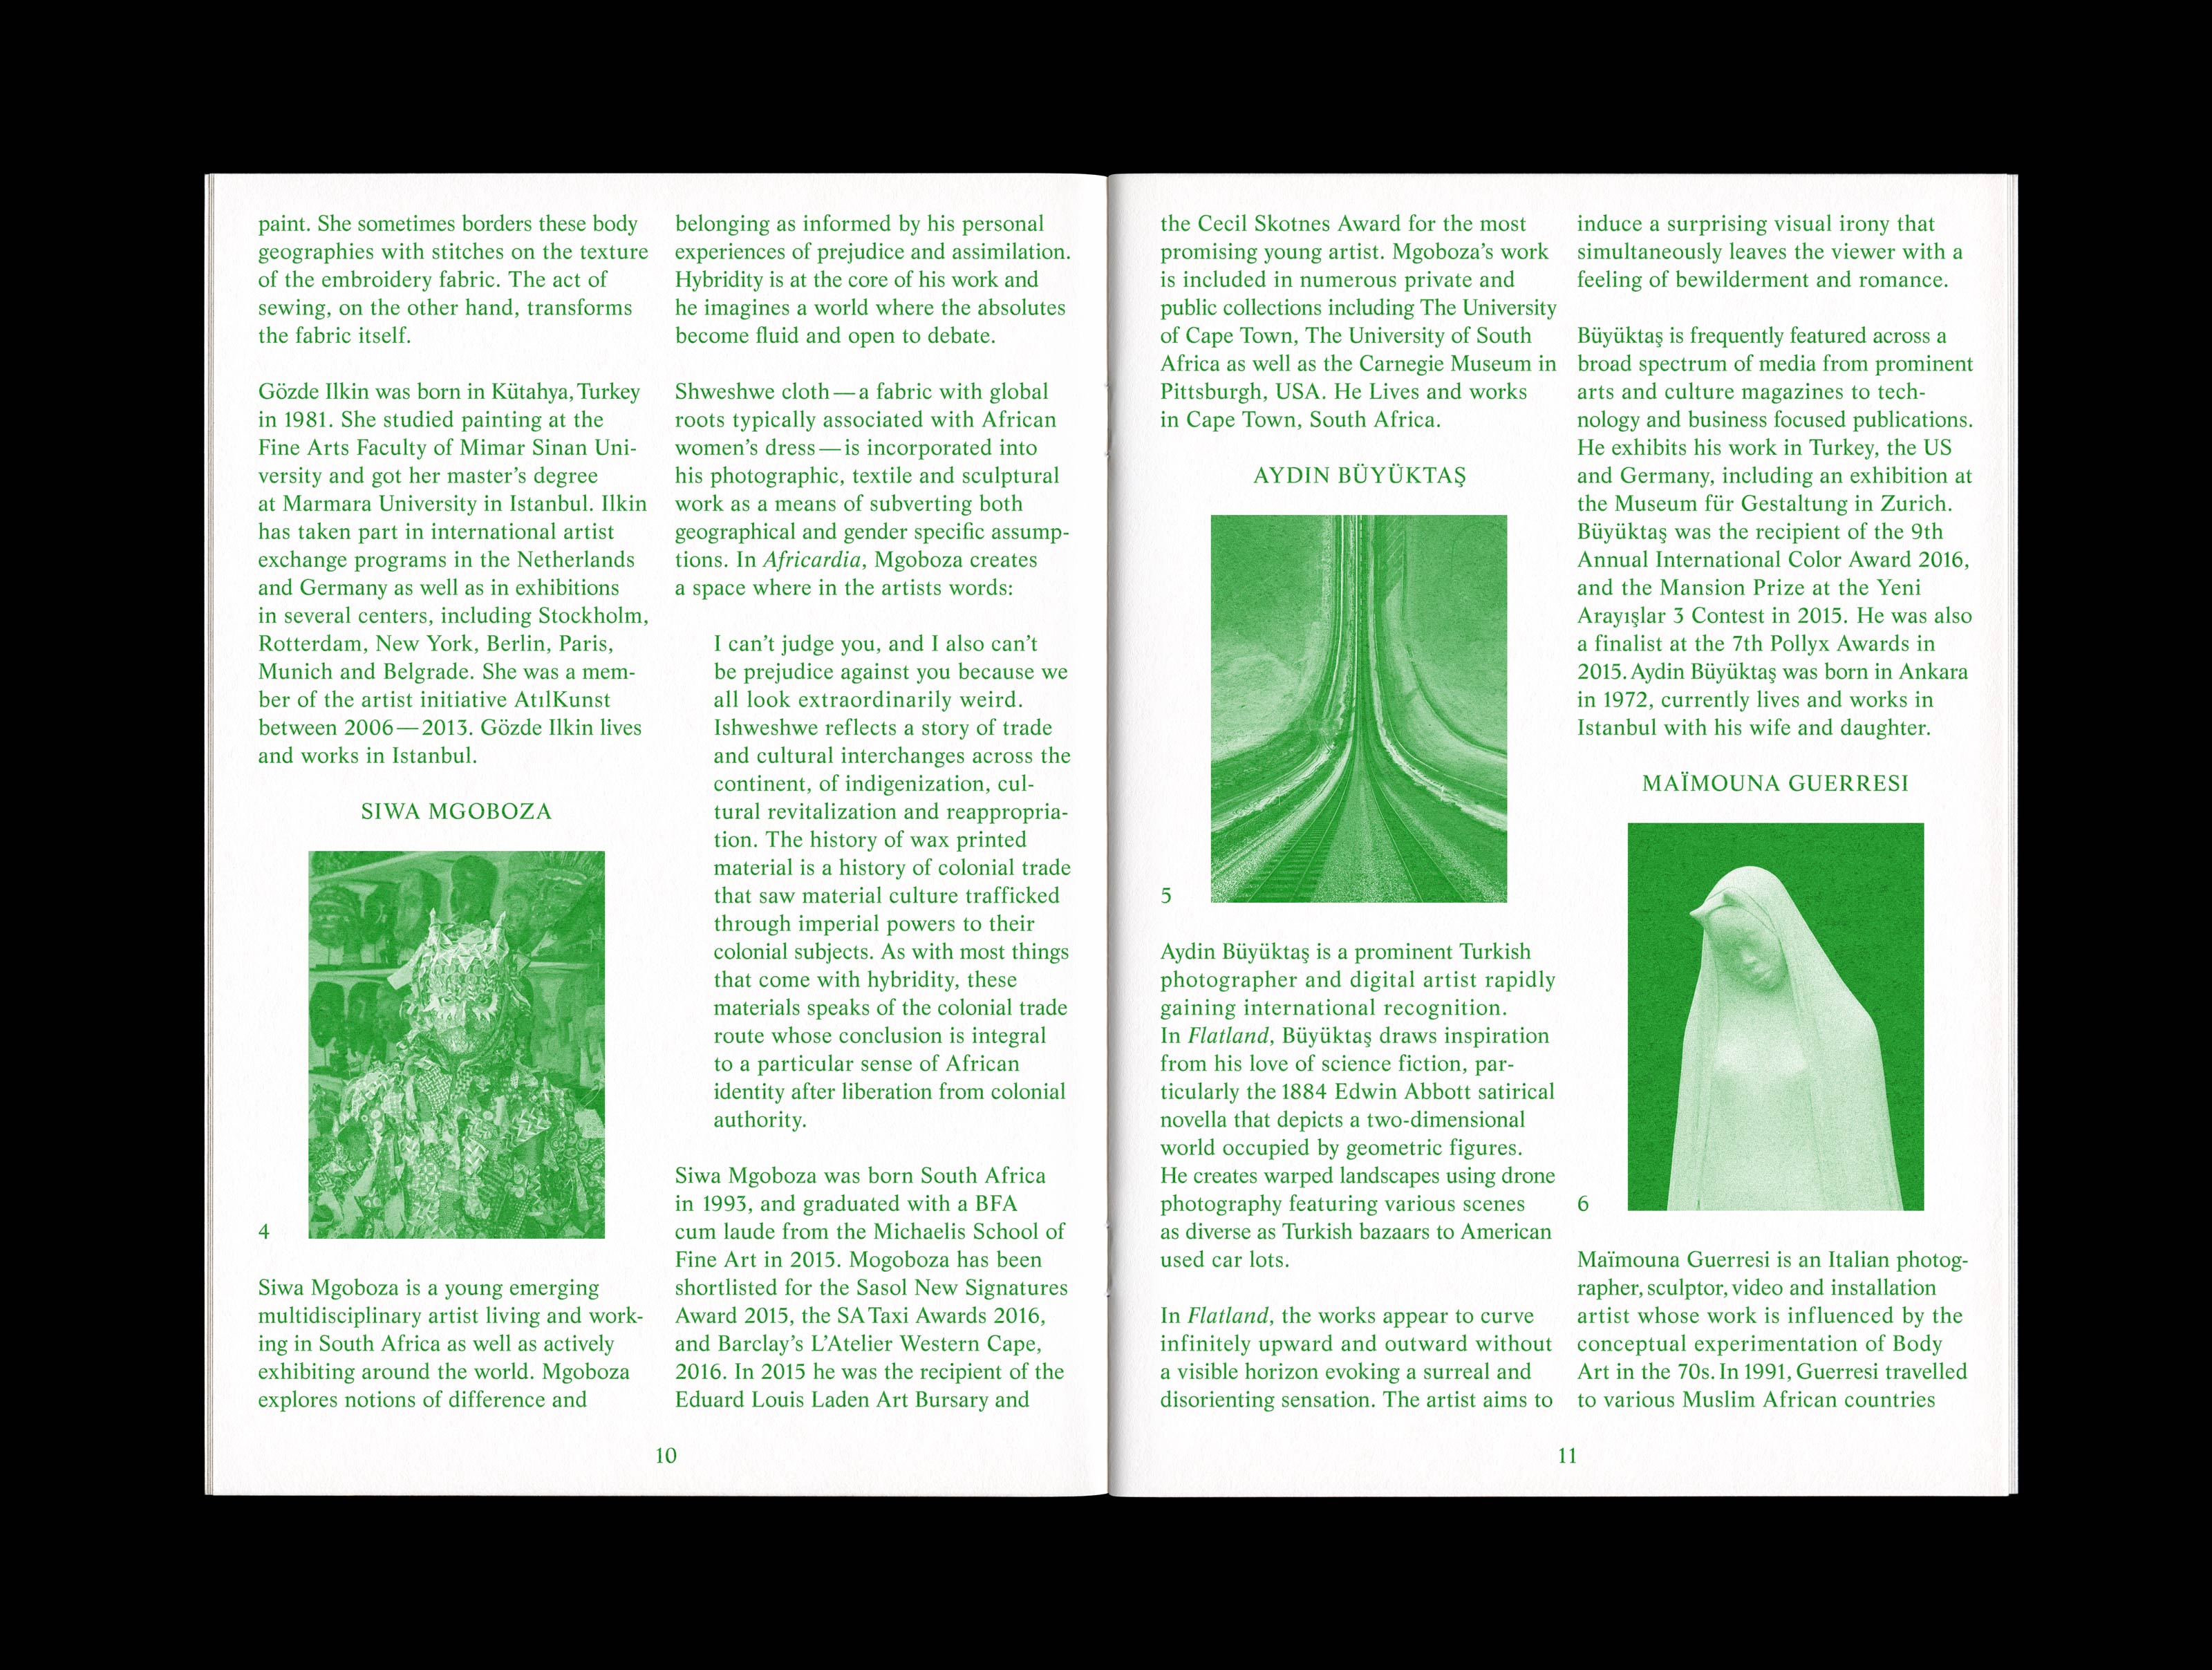 paint. She sometimes borders these body
geographies with stitches on the texture
of the embroidery fabric. The act of
sewing, on the other hand, transforms
the fabric itself.
Gözde Ilkin was born in Kütahya, Turkey
in 1981. She studied painting at the
Fine Arts Faculty of Mimar Sinan Uni-
versity and got her master's degree
at Marmara University in Istanbul. Ilkin
has taken part in international artist
exchange programs in the Netherlands
and Germany as well as in exhibitions
in several centers, including Stockholm,
Rotterdam, New York, Berlin, Paris,
Munich and Belgrade. She was a mem-
ber of the artist initiative AtılKunst
between 2006 — 2013. Gözde Ilkin lives
and works in Istanbul.
SIWA MGOBOZA
4
Siwa Mgoboza is a young emerging
multidisciplinary artist living and work-
ing in South Africa as well as actively
exhibiting around the world. Mgoboza
explores notions of difference and
belonging as informed by his personal
experiences of prejudice and assimilation.
Hybridity is at the core of his work and
he imagines a world where the absolutes
become fluid and open to debate.
Shweshwe cloth — a fabric with global
roots typically associated with African
women's dress — is incorporated into
his photographic, textile and sculptural
work as a means of subverting both
geographical and gender specific assump-
tions. In Africardia, Mgoboza creates
a space where in the artists words:
I can't judge you, and I also can't
be prejudice against you because we
all look extraordinarily weird.
Ishweshwe reflects a story of trade
and cultural interchanges across the
continent, of indigenization, cul-
tural revitalization and reappropria-
tion. The history of wax printed
material is a history of colonial trade
that saw material culture trafficked
through imperial powers to their
colonial subjects. As with most things
that come with hybridity, these
materials speaks of the colonial trade
route whose conclusion is integral
to a particular sense of African
identity after liberation from colonial
authority.
Siwa Mgoboza was born South Africa
in 1993, and graduated with a BFA
cum laude from the Michaelis School of
Fine Art in 2015. Mogoboza has been
shortlisted for the Sasol New Signatures
Award 2015, the SA Taxi Awards 2016,
and Barclay's L'Atelier Western Cape,
2016. In 2015 he was the recipient of the
Eduard Louis Laden Art Bursary and
10
the Cecil Skotnes Award for the most
promising young artist. Mgoboza's work
is included in numerous private and
public collections including The University
of Cape Town, The University of South
Africa as well as the Carnegie Museum in
Pittsburgh, USA. He Lives and works
in Cape Town, South Africa.
AYDIN BÜYÜKTAŞ
5
Aydin Büyüktaş is a prominent Turkish
photographer and digital artist rapidly
gaining international recognition.
In Flatland, Büyüktaş draws inspiration
from his love of science fiction, par-
ticularly the 1884 Edwin Abbott satirical
novella that depicts a two-dimensional
world occupied by geometric figures.
He creates warped landscapes using drone
photography featuring various scenes
as diverse as Turkish bazaars to American
used car lots.
In Flatland, the works appear to curve
infinitely upward and outward without
a visible horizon evoking a surreal and
disorienting sensation. The artist aims to
induce a surprising visual irony that
simultaneously leaves the viewer with a
feeling of bewilderment and romance.
Büyüktaş is frequently featured across a
broad spectrum of media from prominent
arts and culture magazines to tech-
nology and business focused publications.
He exhibits his work in Turkey, the US
and Germany, including an exhibition at
the Museum für Gestaltung in Zurich.
Büyüktaş was the recipient of the 9th
Annual International Color Award 2016,
and the Mansion Prize at the Yeni
Arayışlar 3 Contest in 2015. He was also
a finalist at the 7th Pollyx Awards in
2015. Aydin Büyüktaş was born in Ankara
in 1972, currently lives and works in
Istanbul with his wife and daughter.
MAÏMOUNA GUERRESI
6
Maïmouna Guerresi is an Italian photog-
rapher, sculptor, video and installation
artist whose work is influenced by the
conceptual experimentation of Body
Art in the 70s. In 1991, Guerresi travelled
to various Muslim African countries
11